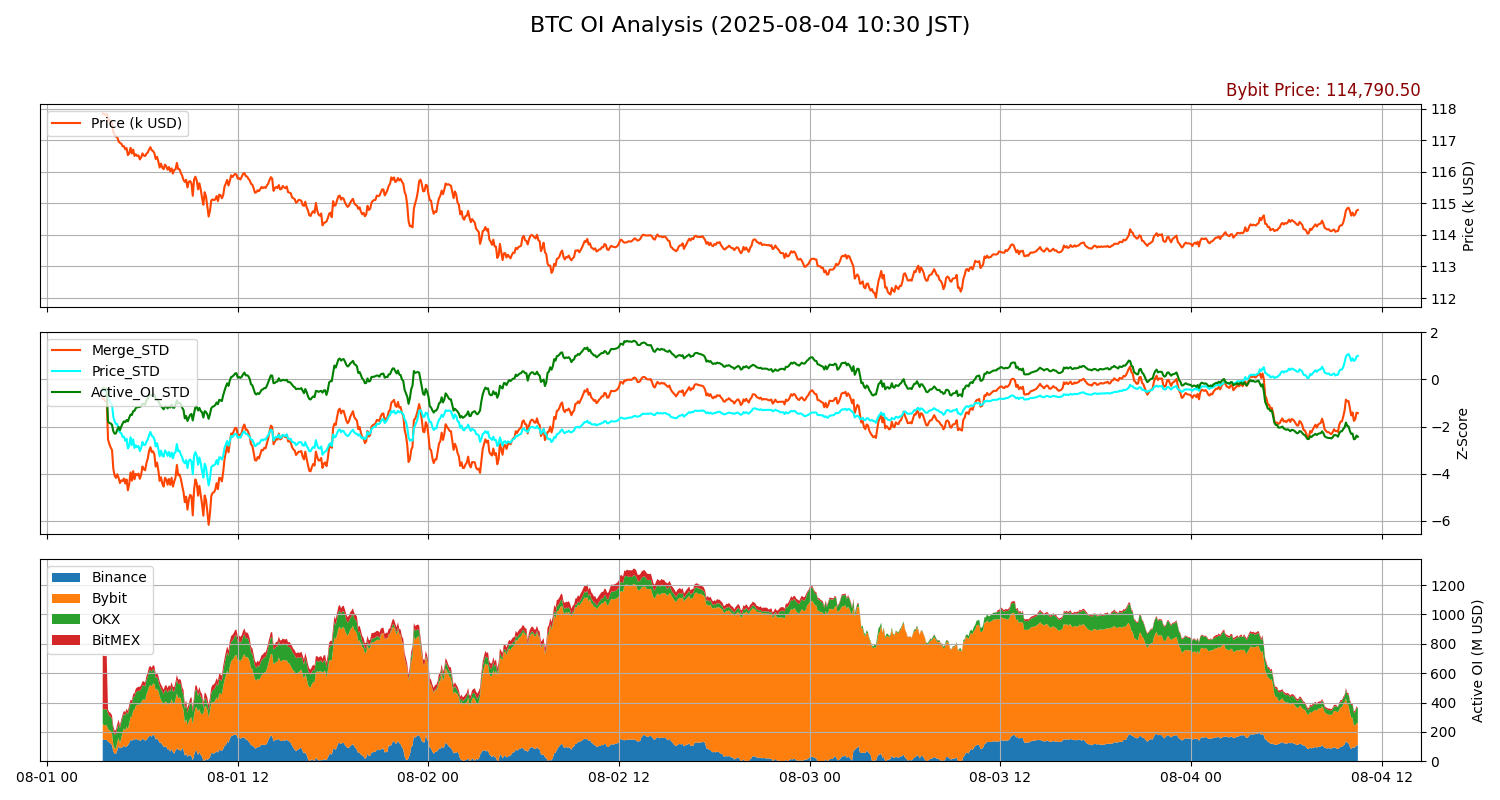 BTC OI Analysis (2025-08-04 10:30 JST)
Bybit Price: 114,790.50
Price (k USD)
118
117
116
115
114
113
112
Price (k USD)
Merge_STD
Price_STD
Active_OI_STD
2
0
−2
−4
−6
Z-Score
Binance
Bybit
OKX
BitMEX
1200
1000
800
600
400
200
0
Active OI (M USD)
08-01 00
08-01 12
08-02 00
08-02 12
08-03 00
08-03 12
08-04 00
08-04 12